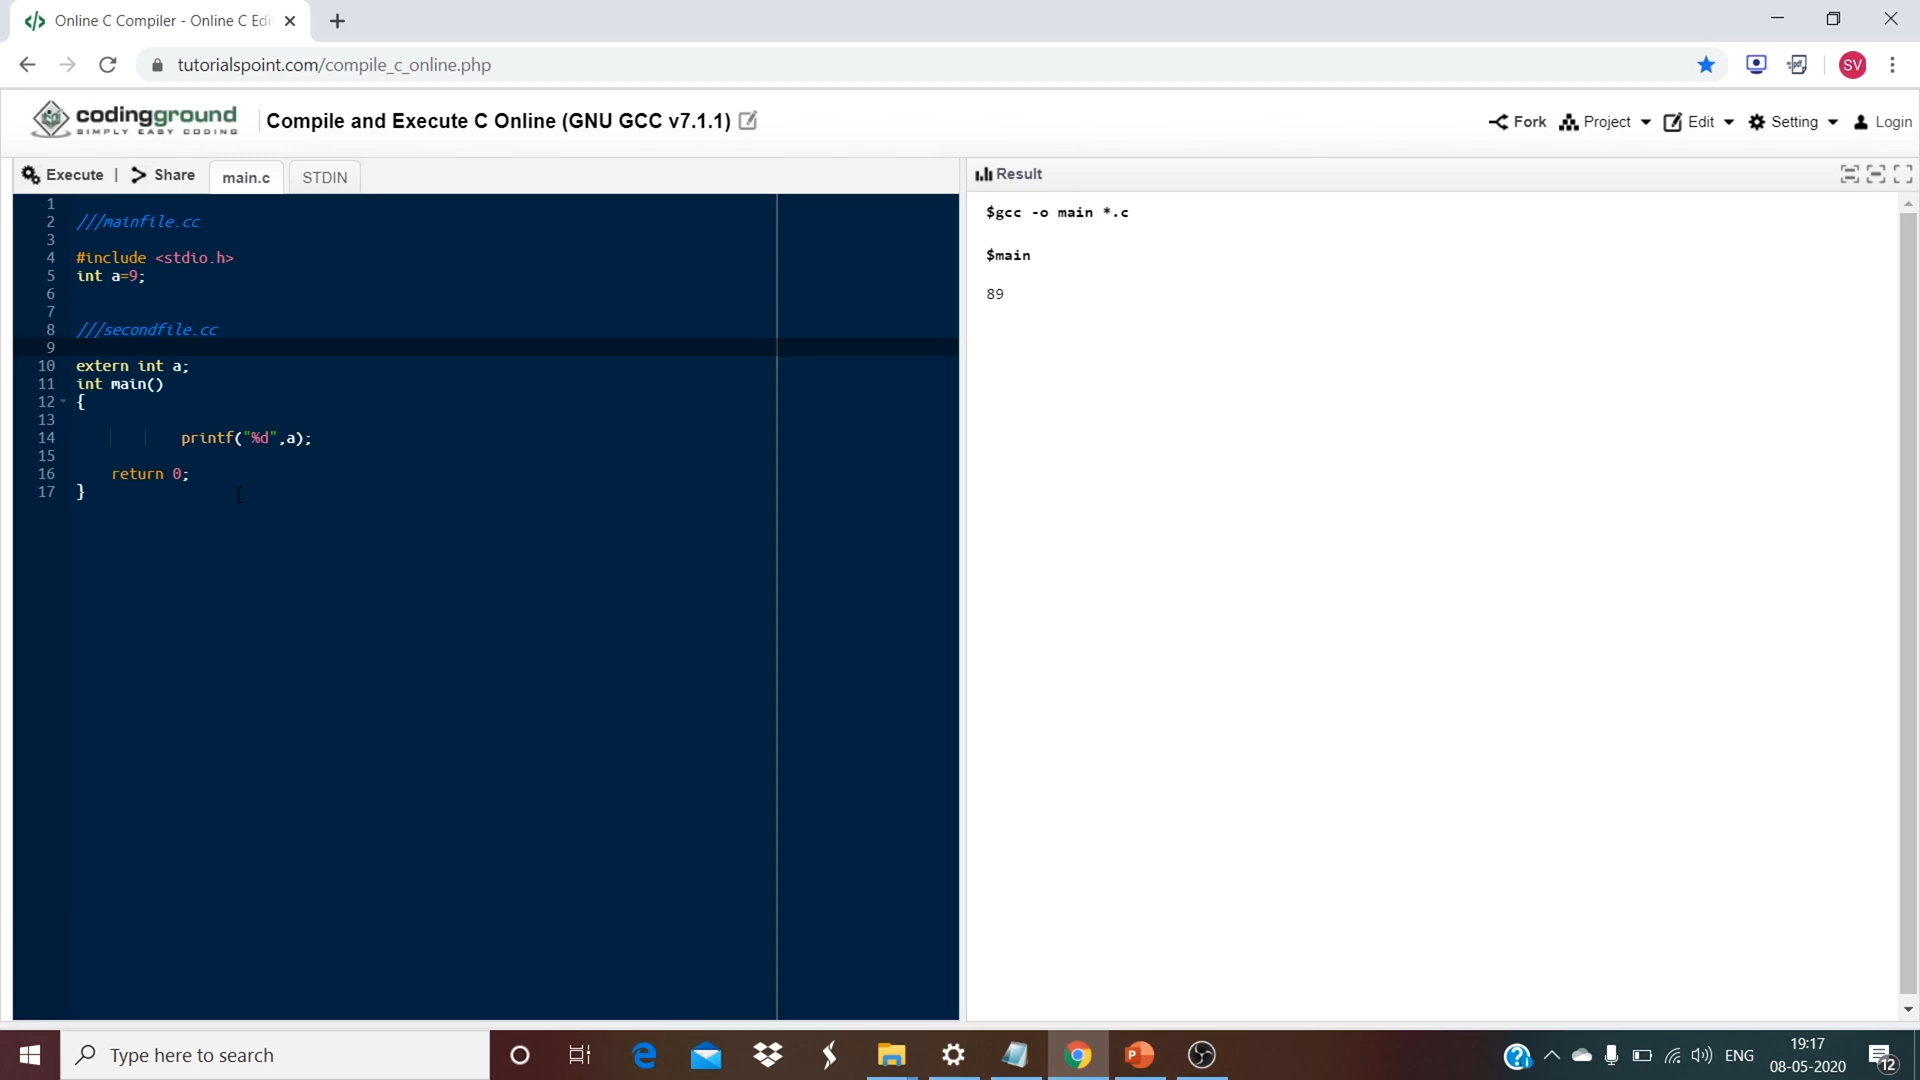 Online C Compiler - Online C Edi
tutorialspoint.com/compile_c_online.php
SV
codingground
SIMPLY EASY CODING
Compile and Execute C Online (GNU GCC v7.1.1)
Fork Project Edit Setting Login
Execute | Share main.c STDIN
Result
1
2 ///mainfile.cc
3
4 #include <stdio.h>
5 int a=9;
6
7
8 ///secondfile.cc
9
10 extern int a;
11 int main()
12 {
13
14 printf("%d",a);
15
16 return 0;
17 }
$gcc -o main *.c
$main
89
Type here to search
ENG
19:17
08-05-2020
12